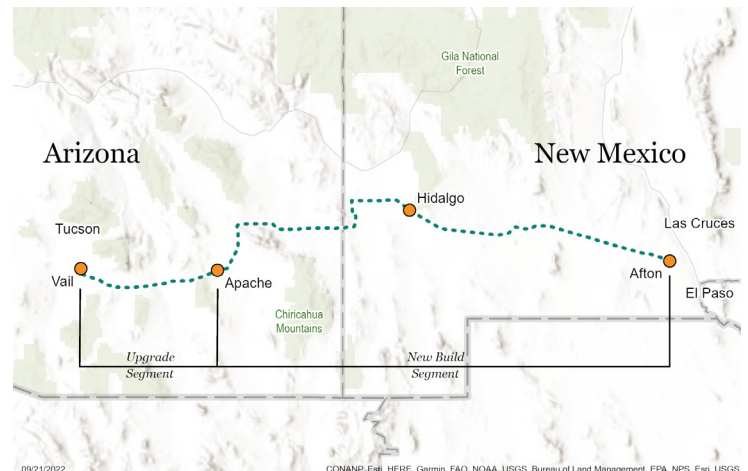 Gila National
Forest
Arizona
New Mexico
Hidalgo
Las Cruces
Tucson
Afton
Vail
Apache
El Paso
Chiricahua
Mountains
Upgrade
Segment
New Build
Segment
09/21/2022
CONANP, Esri, HERE, Garmin, FAO, NOAA, USGS, Bureau of Land Management, EPA, NPS, Esri, USGS